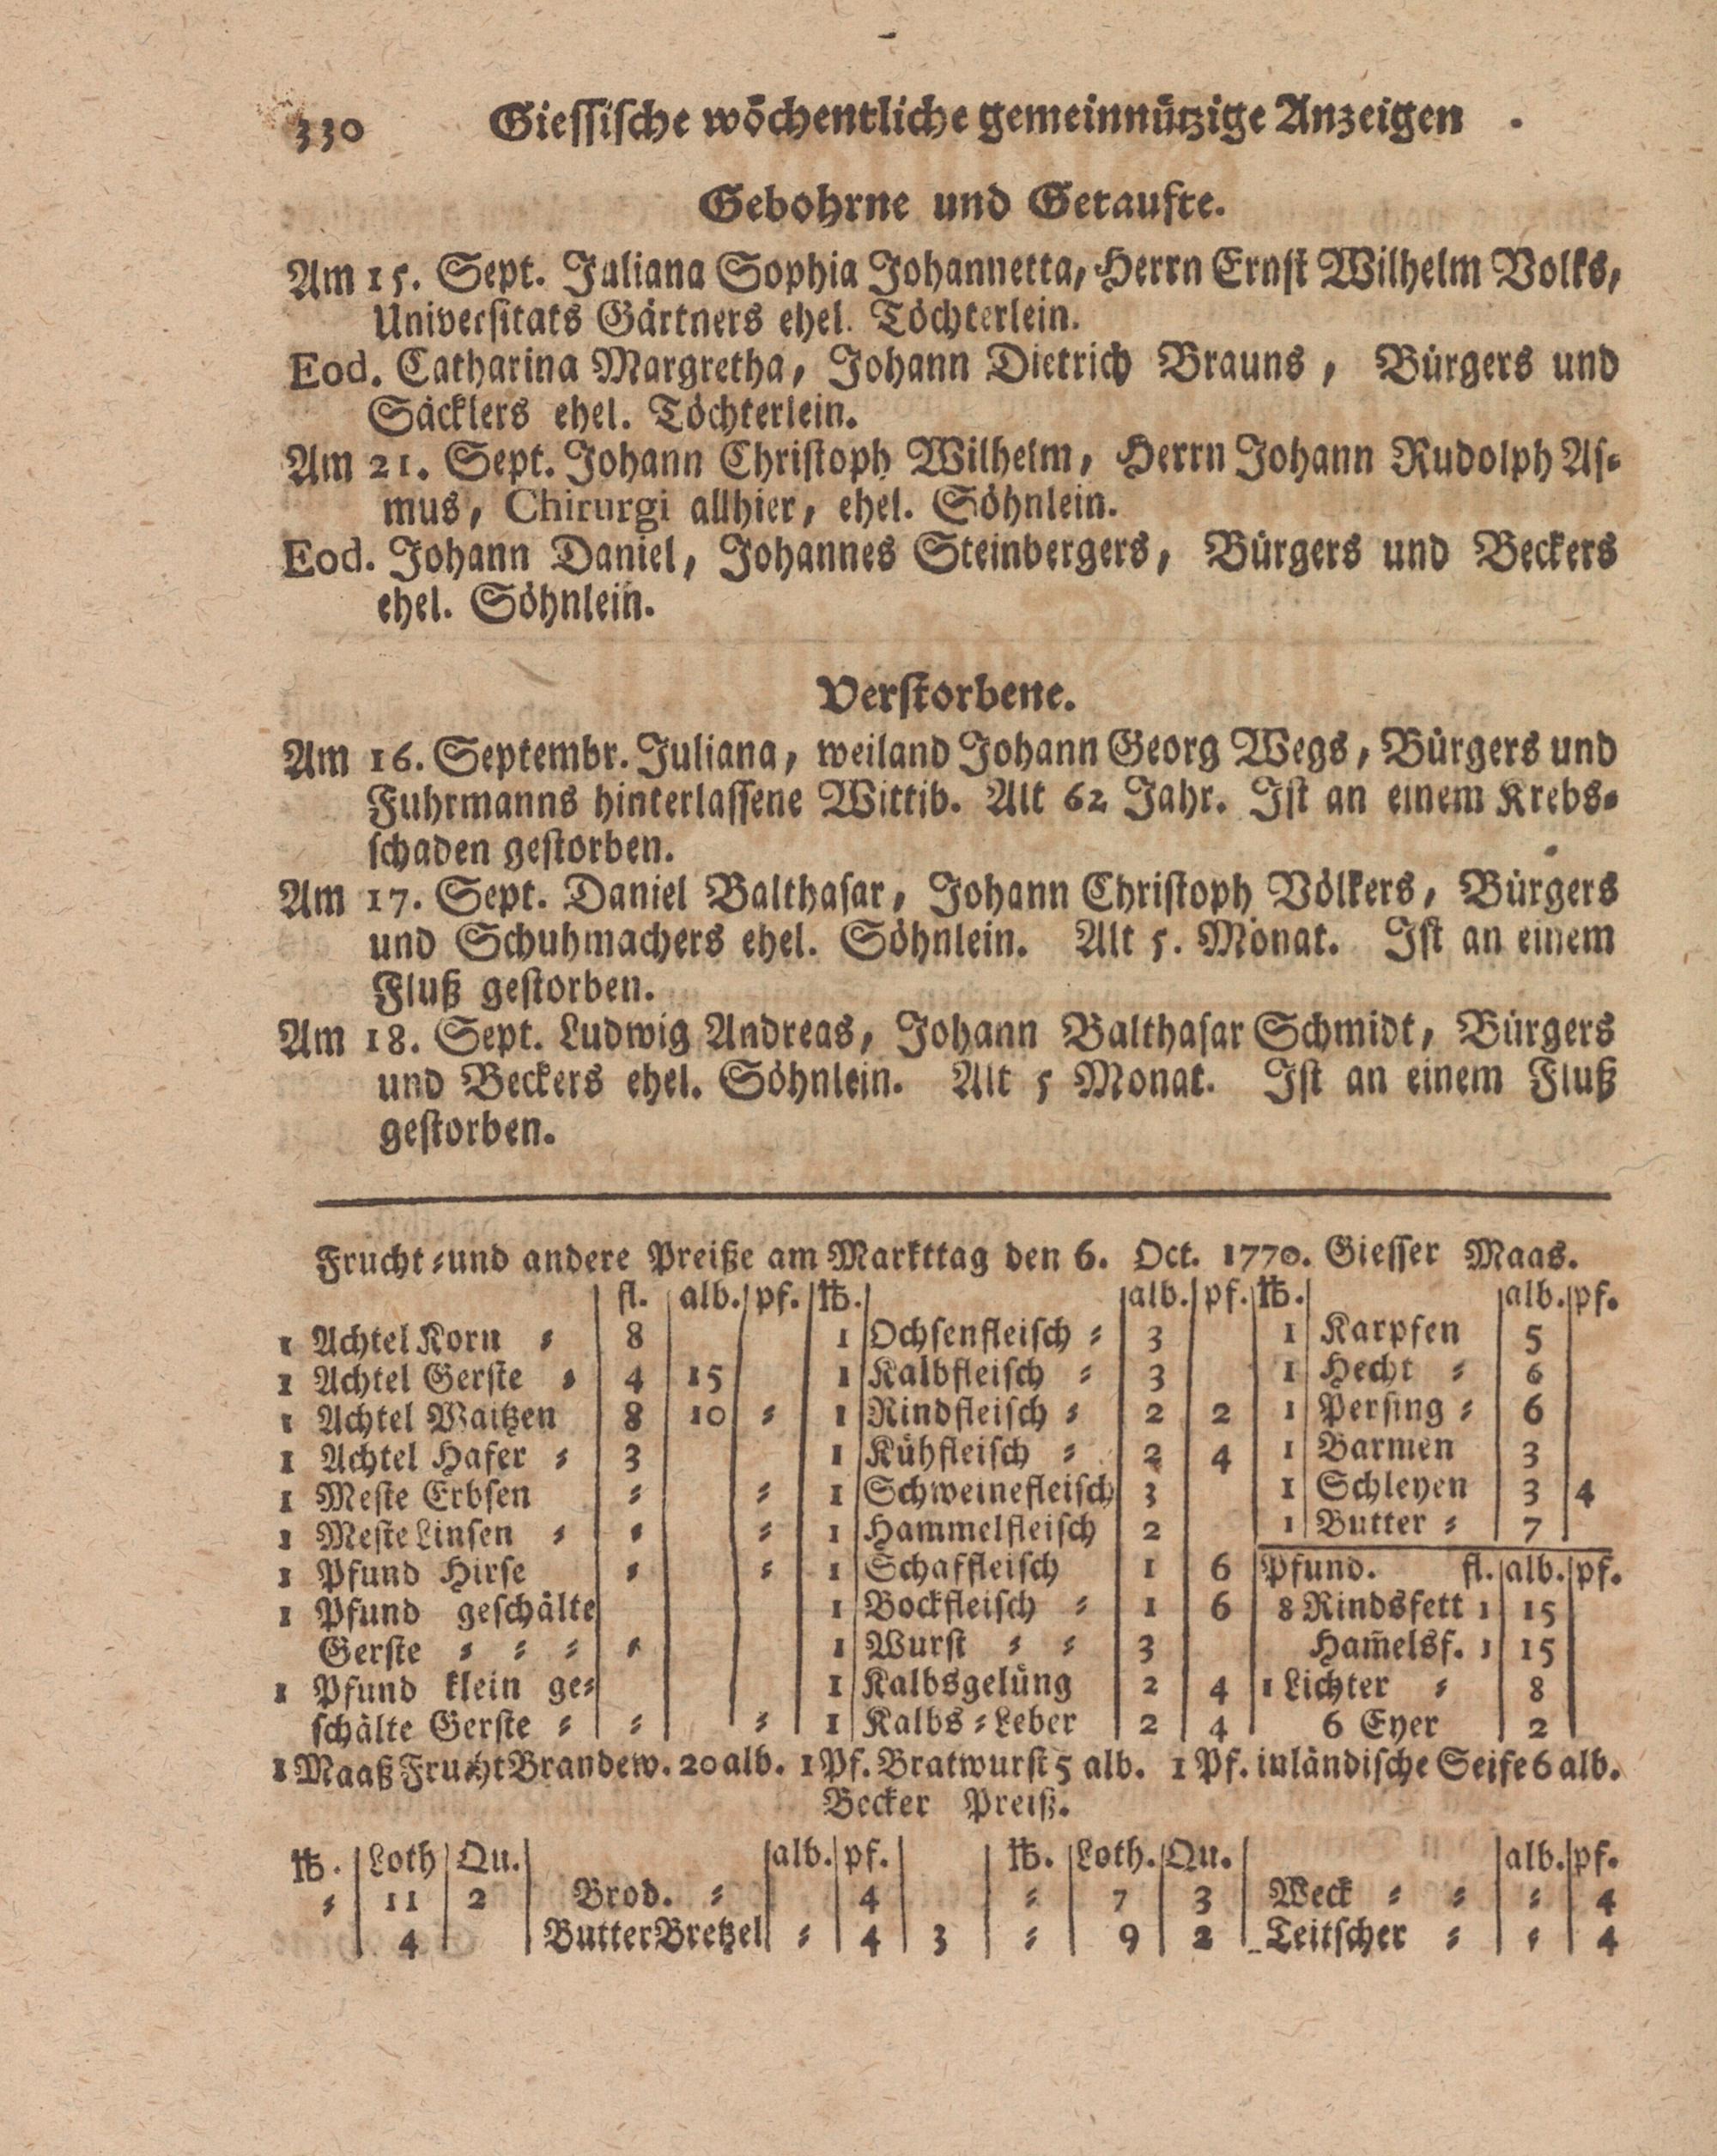 330 Giessische wöchentliche gemeinnützige Anzeigen
Gebohrne und Getaufte.
Am 15. Sept. Juliana Sophia Johannetta, Herrn Ernst Wilhelm Volks,
Universitats Gärtners ehel. Töchterlein.
Eod. Catharina Margretha, Johann Dietrich Brauns, Bürgers und
Säcklers ehel. Töchterlein.
Am 21. Sept. Johann Christoph Wilhelm, Herrn Johann Rudolph As-
mus, Chirurgi allhier, ehel. Söhnlein.
Eod. Johann Daniel, Johannes Steinbergers, Bürgers und Beckers
ehel. Söhnlein.
Verstorbene.
Am 16. Septembr. Juliana, weiland Johann Georg Wegs, Bürgers und
Fuhrmanns hinterlassene Wittib. Alt 62 Jahr. Ist an einem Krebs-
schaden gestorben.
Am 17. Sept. Daniel Balthasar, Johann Christoph Völkers, Bürgers
und Schuhmachers ehel. Söhnlein. Alt 5. Monat. Ist an einem
Fluß gestorben.
Am 18. Sept. Ludwig Andreas, Johann Balthasar Schmidt, Bürgers
und Beckers ehel. Söhnlein. Alt 5 Monat. Ist an einem Fluß
gestorben.
Frucht- und andere Preiße am Markttag den 6. Oct. 1770. Giesser Maas.
fl. alb. pf. ℔. alb. pf. ℔. alb. pf.
1 Achtel Korn - 8 1 Ochsenfleisch - 3 1 Karpfen 5
1 Achtel Gerste - 4 15 1 Kalbfleisch - 3 1 Hecht - 6
1 Achtel Waitzen 8 10 - 1 Rindfleisch - 2 2 1 Persing - 6
1 Achtel Hafer - 3 1 Kühfleisch - 2 4 1 Barmen 3
1 Meste Erbsen - - 1 Schweinefleisch 3 1 Schleyen 3 4
1 Meste Linsen - - - 1 Hammelfleisch 2 1 Butter - 7
1 Pfund Hirse - - 1 Schaffleisch 1 6 Pfund. fl. alb. pf.
1 Pfund geschälte 1 Bockfleisch - 1 6 8 Rindsfett 1 15
Gerste - - - - 1 Wurst - - 3 Ham̄elsf. 1 15
1 Pfund klein ge- 1 Kalbsgelüng 2 4 1 Lichter - 8
schälte Gerste - - - 1 Kalbs-Leber 2 4 6 Eyer 2
1 Maaß Frucht Brandew. 20 alb. 1 Pf. Bratwurst 5 alb. 1 Pf. inländische Seife 6 alb.
Becker Preiß.
℔. Loth Qu. alb. pf. ℔. Loth. Qu. alb. pf.
- 11 2 Brod. - 4 - 7 3 Weck - - - 4
4 Butter Bretzel - 4 3 - 9 2 Teitscher - - 4